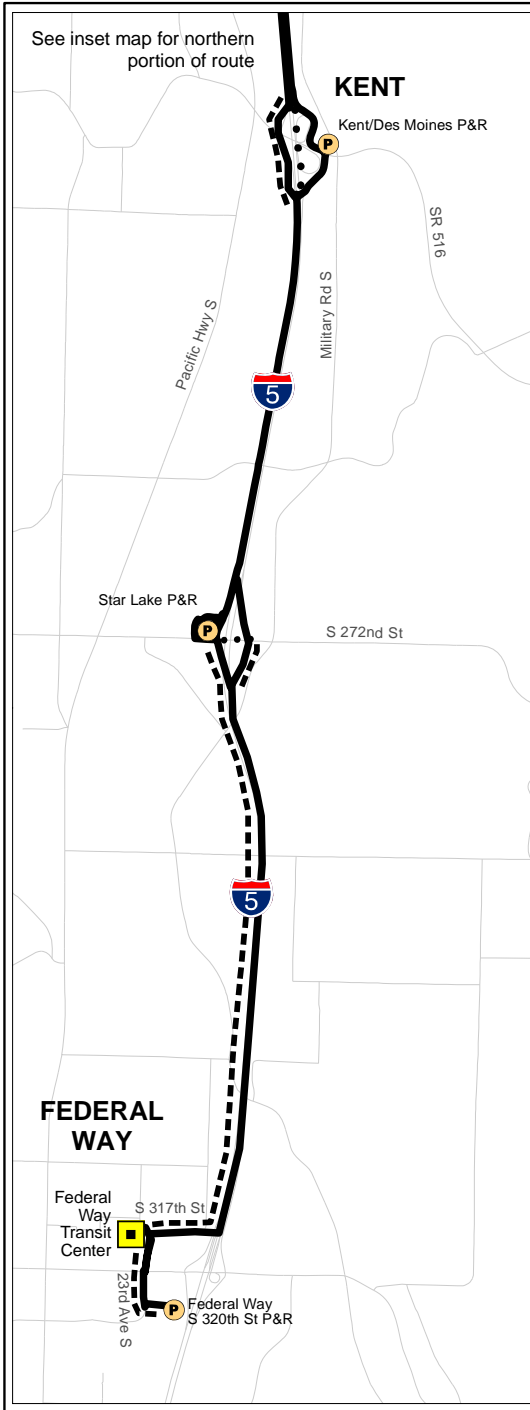 See inset map for northern
portion of route
KENT
P
Kent/Des Moines P&R
SR 516
Pacific Hwy S
Military Rd S
5
Star Lake P&R
P
S 272nd St
5
FEDERAL
WAY
Federal
Way
Transit
Center
S 317th St
23rd Ave S
P
Federal Way
S 320th St P&R